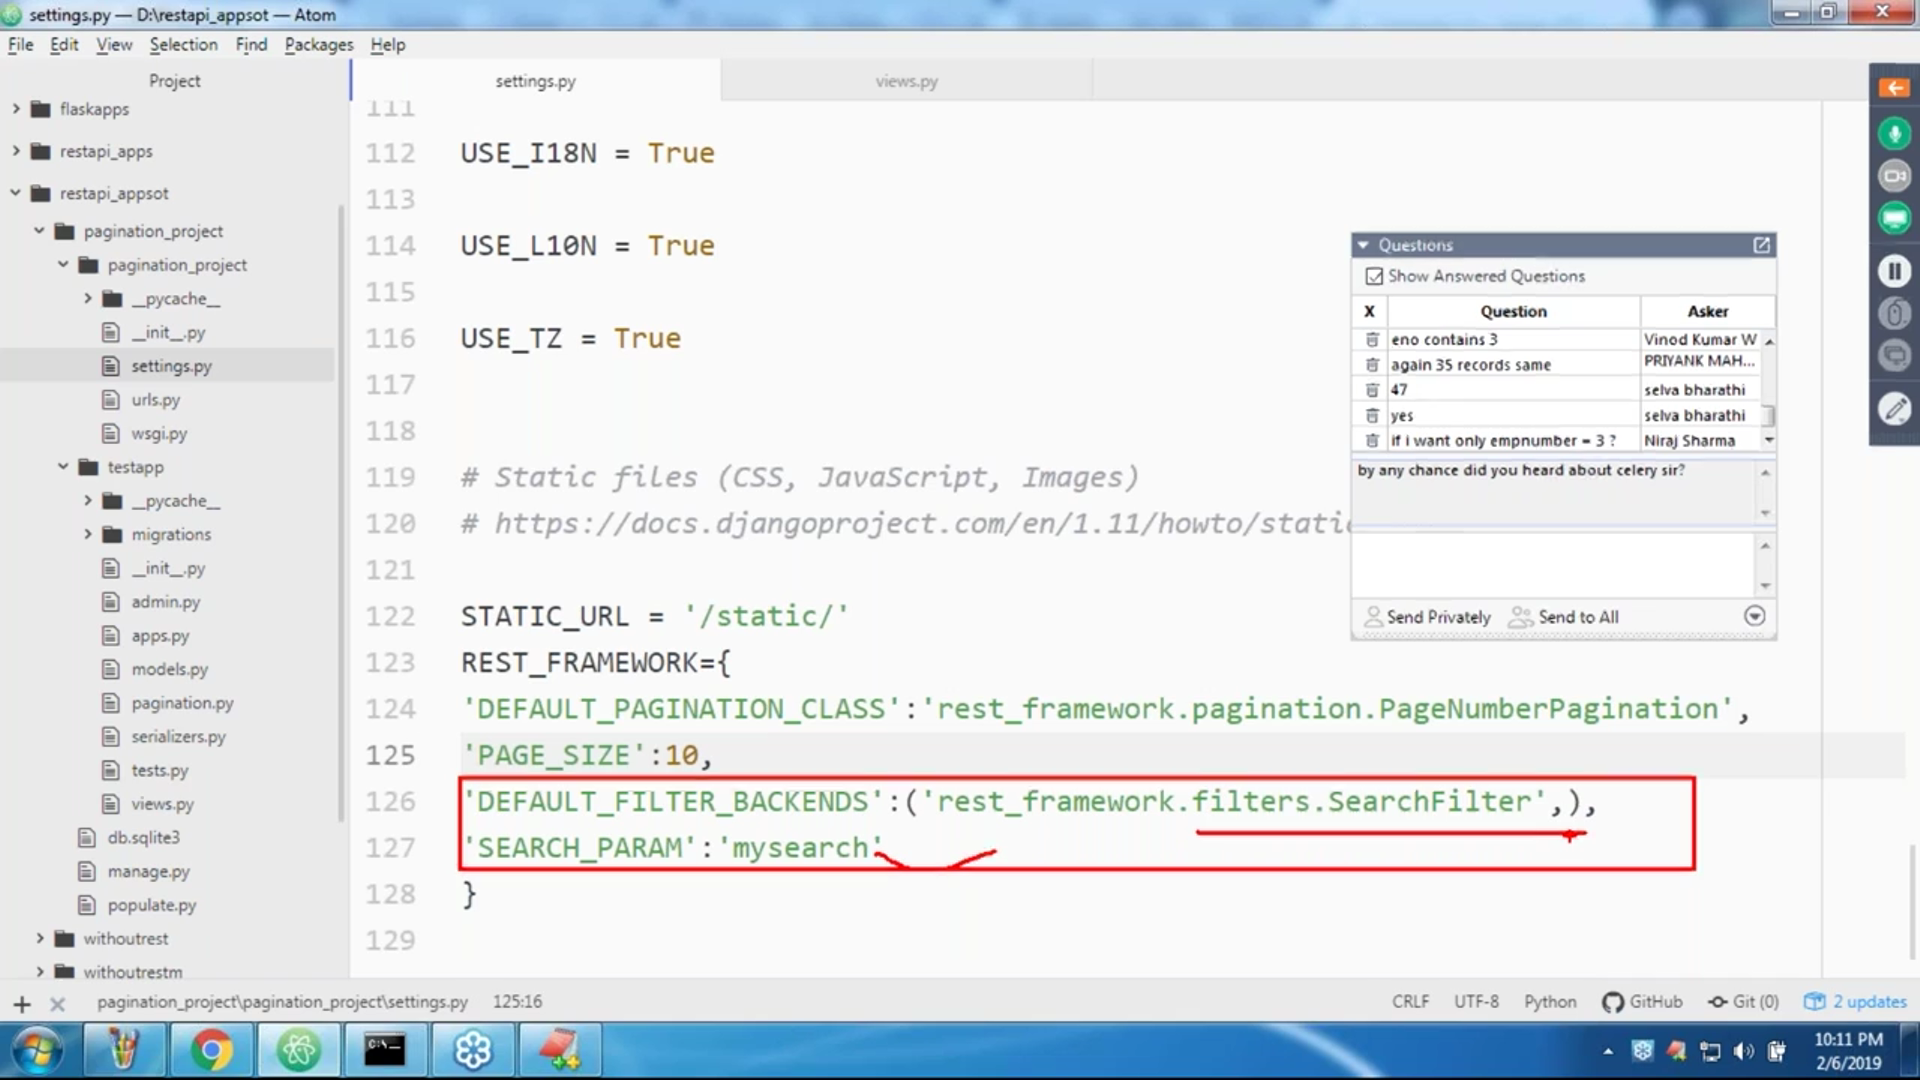 settings.py — D:\restapi_appsot — Atom
File Edit View Selection Find Packages Help
Project
flaskapps
restapi_apps
restapi_appsot
pagination_project
pagination_project
__pycache__
__init__.py
settings.py
urls.py
wsgi.py
testapp
__pycache__
migrations
__init__.py
admin.py
apps.py
models.py
pagination.py
serializers.py
tests.py
views.py
db.sqlite3
manage.py
populate.py
withoutrest
withoutrestm
settings.py
views.py
111
112 USE_I18N = True
113
114 USE_L10N = True
115
116 USE_TZ = True
117
118
119 # Static files (CSS, JavaScript, Images)
120 # https://docs.djangoproject.com/en/1.11/howto/static
121
122 STATIC_URL = '/static/'
123 REST_FRAMEWORK={
124 'DEFAULT_PAGINATION_CLASS':'rest_framework.pagination.PageNumberPagination',
125 'PAGE_SIZE':10,
126 'DEFAULT_FILTER_BACKENDS':('rest_framework.filters.SearchFilter',),
127 'SEARCH_PARAM':'mysearch'
128 }
129
Questions
Show Answered Questions
X Question Asker
eno contains 3 Vinod Kumar W
again 35 records same PRIYANK MAH...
47 selva bharathi
yes selva bharathi
if i want only empnumber = 3 ? Niraj Sharma
by any chance did you heard about celery sir?
Send Privately Send to All
pagination_project\pagination_project\settings.py 125:16
CRLF UTF-8 Python GitHub Git (0) 2 updates
C:\_
10:11 PM
2/6/2019